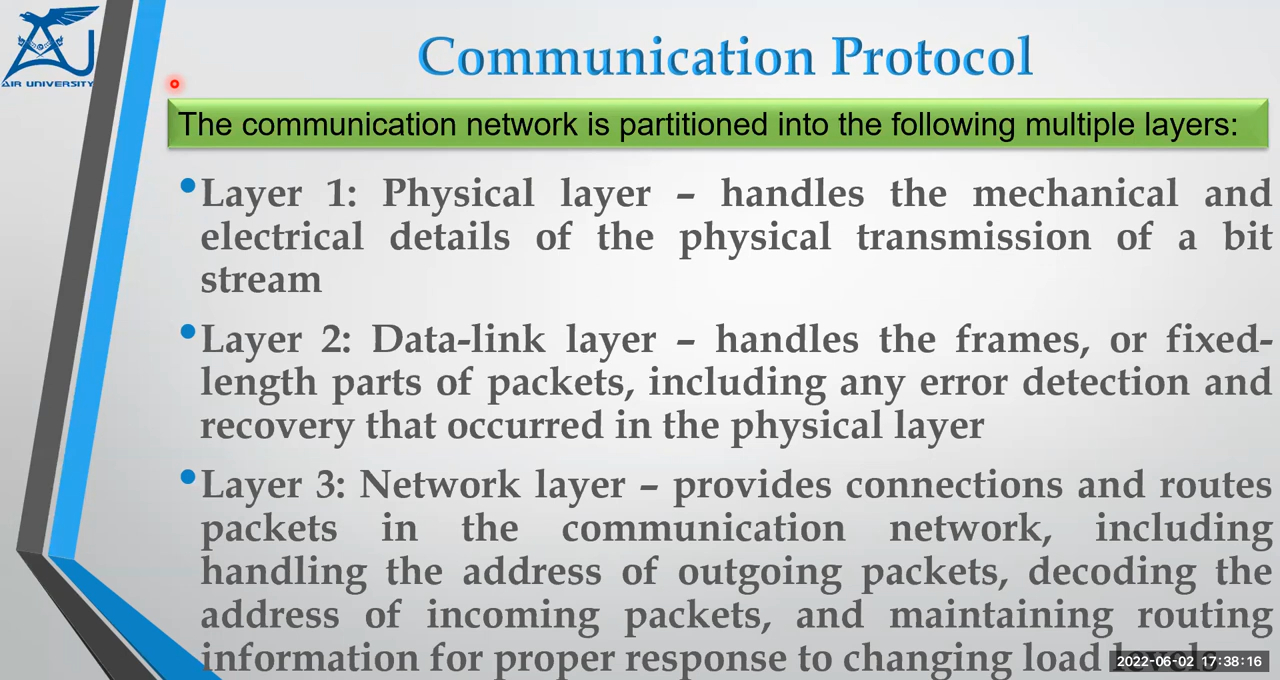 AIR UNIVERSITY
Communication Protocol
The communication network is partitioned into the following multiple layers:
•Layer 1: Physical layer – handles the mechanical and
electrical details of the physical transmission of a bit
stream
•Layer 2: Data-link layer – handles the frames, or fixed-
length parts of packets, including any error detection and
recovery that occurred in the physical layer
•Layer 3: Network layer – provides connections and routes
packets in the communication network, including
handling the address of outgoing packets, decoding the
address of incoming packets, and maintaining routing
information for proper response to changing load levels
2022-06-02 17:38:16